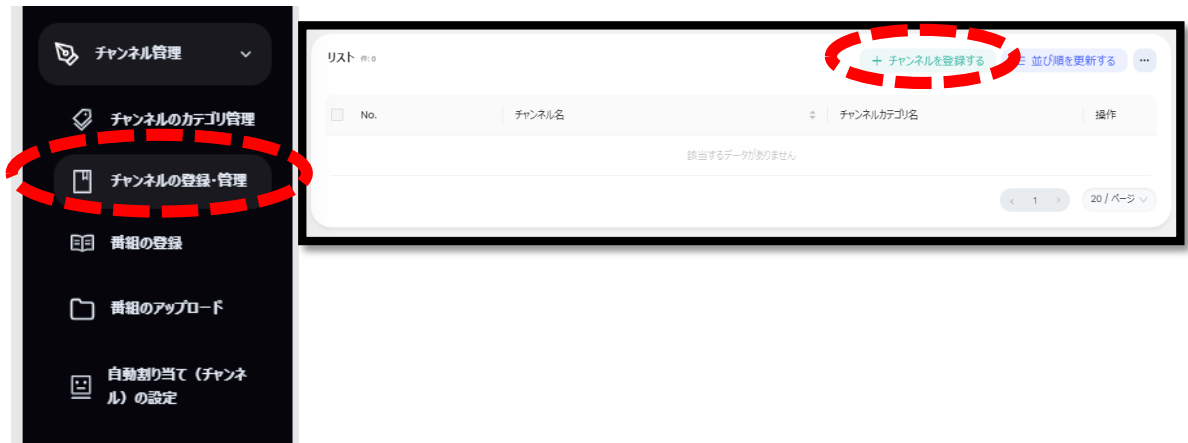 チャンネル管理
チャンネルのカテゴリ管理
チャンネルの登録・管理
番組の登録
番組のアップロード
自動割り当て（チャンネ
ル）の設定
リスト 件: 0
+ チャンネルを登録する
並び順を更新する
No. チャンネル名 チャンネルカテゴリ名 操作
該当するデータがありません
1 20 / ページ